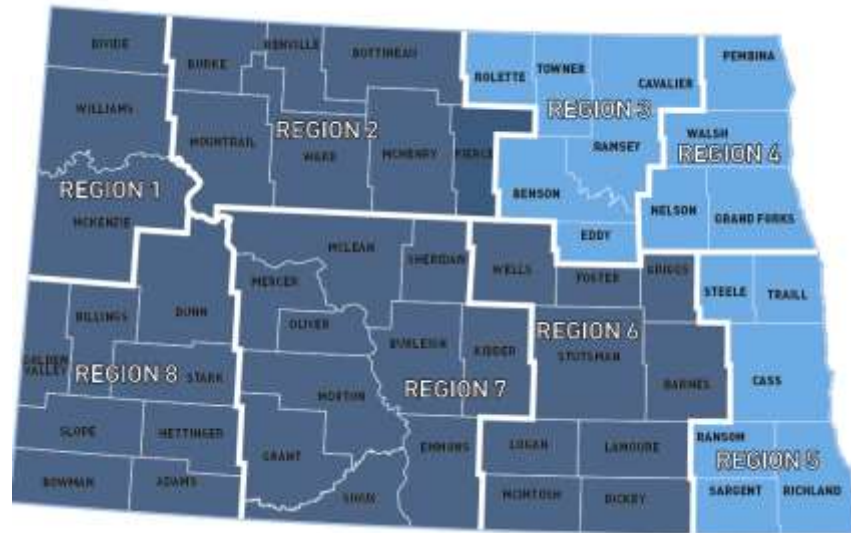 DIVIDE
BURKE
RENVILLE
BOTTINEAU
ROLETTE
TOWNER
CAVALIER
PEMBINA
WILLIAMS
MOUNTRAIL
REGION 2
WARD
MCHENRY
PIERCE
REGION 3
RAMSEY
WALSH
REGION 4
REGION 1
MCKENZIE
BENSON
NELSON
GRAND FORKS
EDDY
MCLEAN
SHERIDAN
WELLS
FOSTER
GRIGGS
STEELE
TRAILL
MERCER
BILLINGS
DUNN
OLIVER
BURLEIGH
KIDDER
REGION 6
STUTSMAN
GOLDEN
VALLEY
REGION 8
STARK
REGION 7
MORTON
BARNES
CASS
SLOPE
HETTINGER
GRANT
EMMONS
LOGAN
LAMOURE
RANSOM
REGION 5
BOWMAN
ADAMS
SIOUX
MCINTOSH
DICKEY
SARGENT
RICHLAND